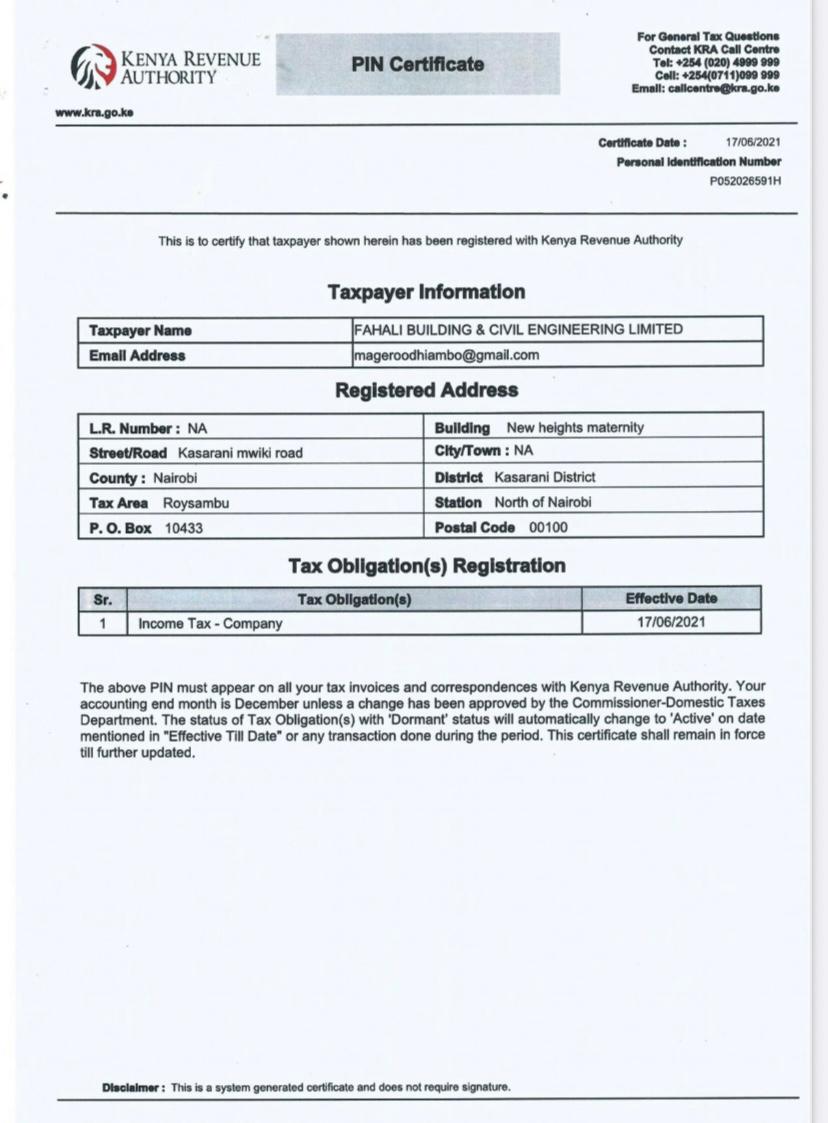 KENYA REVENUE
AUTHORITY
www.kra.go.ke
PIN Certificate
For General Tax Questions
Contact KRA Call Centre
Tel: +254 (020) 4999 999
Cell: +254(0711)099 999
Email: callcentre@kra.go.ke
Certificate Date : 17/06/2021
Personal Identification Number
P052026591H
This is to certify that taxpayer shown herein has been registered with Kenya Revenue Authority
Taxpayer Information
Taxpayer Name FAHALI BUILDING & CIVIL ENGINEERING LIMITED
Email Address mageroodhiambo@gmail.com
Registered Address
L.R. Number : NA Building New heights maternity
Street/Road Kasarani mwiki road City/Town : NA
County : Nairobi District Kasarani District
Tax Area Roysambu Station North of Nairobi
P. O. Box 10433 Postal Code 00100
Tax Obligation(s) Registration
Sr. Tax Obligation(s) Effective Date
1 Income Tax - Company 17/06/2021
The above PIN must appear on all your tax invoices and correspondences with Kenya Revenue Authority. Your
accounting end month is December unless a change has been approved by the Commissioner-Domestic Taxes
Department. The status of Tax Obligation(s) with 'Dormant' status will automatically change to 'Active' on date
mentioned in "Effective Till Date" or any transaction done during the period. This certificate shall remain in force
till further updated.
Disclaimer : This is a system generated certificate and does not require signature.